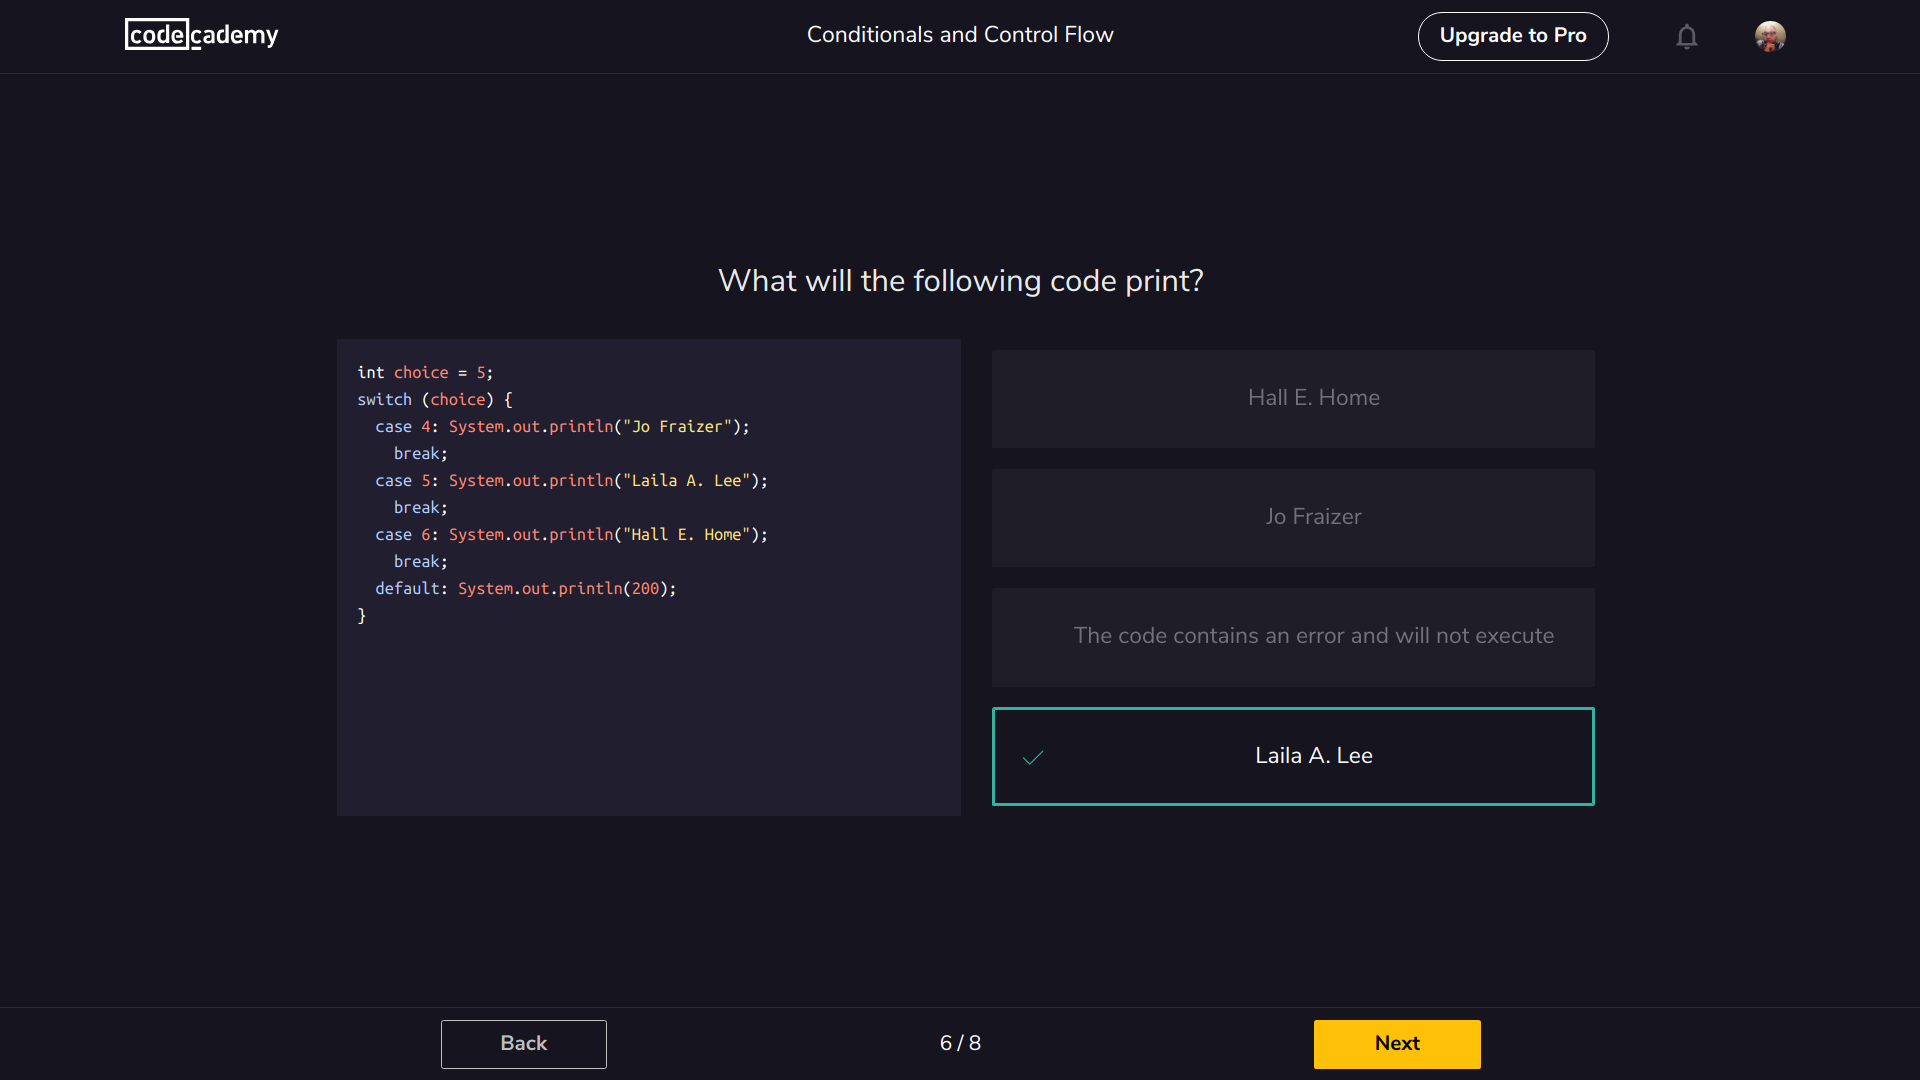 codecademy
Conditionals and Control Flow
Upgrade to Pro
What will the following code print?
int choice = 5;
switch (choice) {
  case 4: System.out.println("Jo Fraizer");
    break;
  case 5: System.out.println("Laila A. Lee");
    break;
  case 6: System.out.println("Hall E. Home");
    break;
  default: System.out.println(200);
}
Hall E. Home
Jo Fraizer
The code contains an error and will not execute
Laila A. Lee
Back
6 / 8
Next